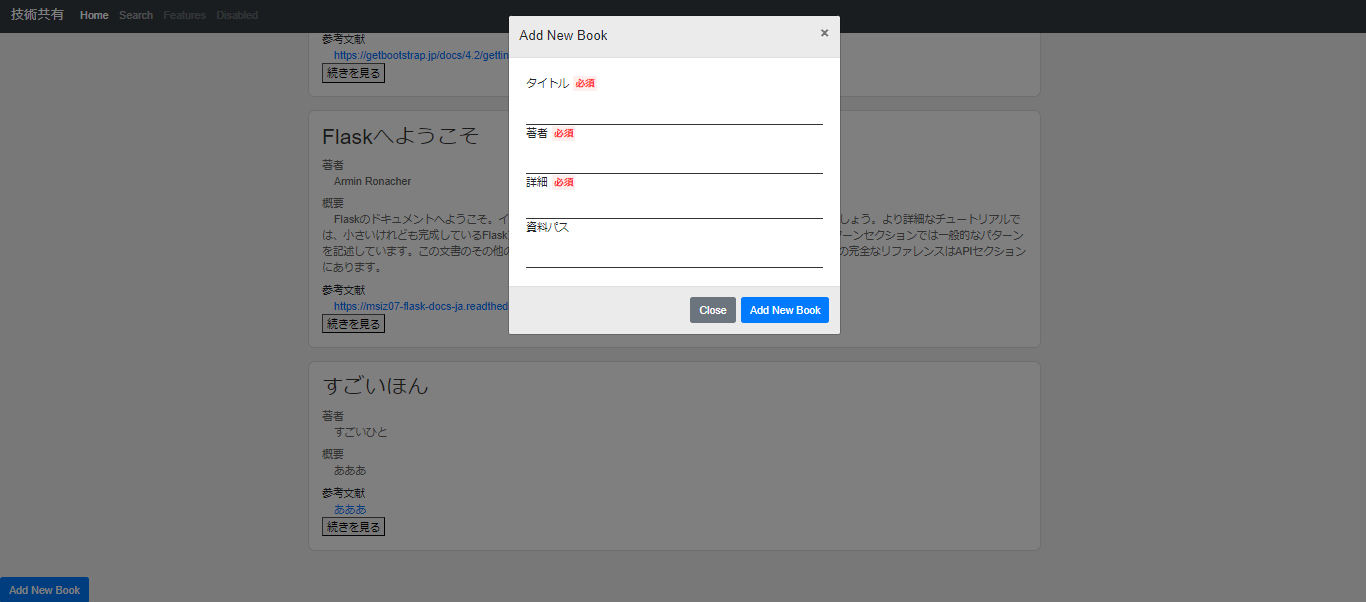 技術共有 Home Search Features Disabled
Add New Book ×
タイトル 必須
著者 必須
詳細 必須
資料パス
Close Add New Book
参考文献
https://getbootstrap.jp/docs/4.2/gettin
続きを見る
Flaskへようこそ
著者
Armin Ronacher
概要
Flaskのドキュメントへようこそ。イ しょう。より詳細なチュートリアルで
は、小さいけれども完成しているFlask ーンセクションでは一般的なパターン
を記述しています。この文書のその他の の完全なリファレンスはAPIセクション
にあります。
参考文献
https://msiz07-flask-docs-ja.readthed
続きを見る
すごいほん
著者
すごいひと
概要
あああ
参考文献
あああ
続きを見る
Add New Book